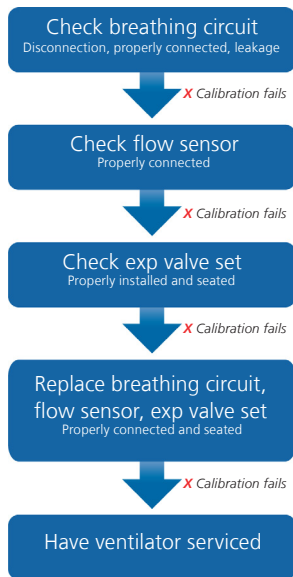 Check breathing circuit
Disconnection, properly connected, leakage
X Calibration fails
Check flow sensor
Properly connected
X Calibration fails
Check exp valve set
Properly installed and seated
X Calibration fails
Replace breathing circuit,
flow sensor, exp valve set
Properly connected and seated
X Calibration fails
Have ventilator serviced